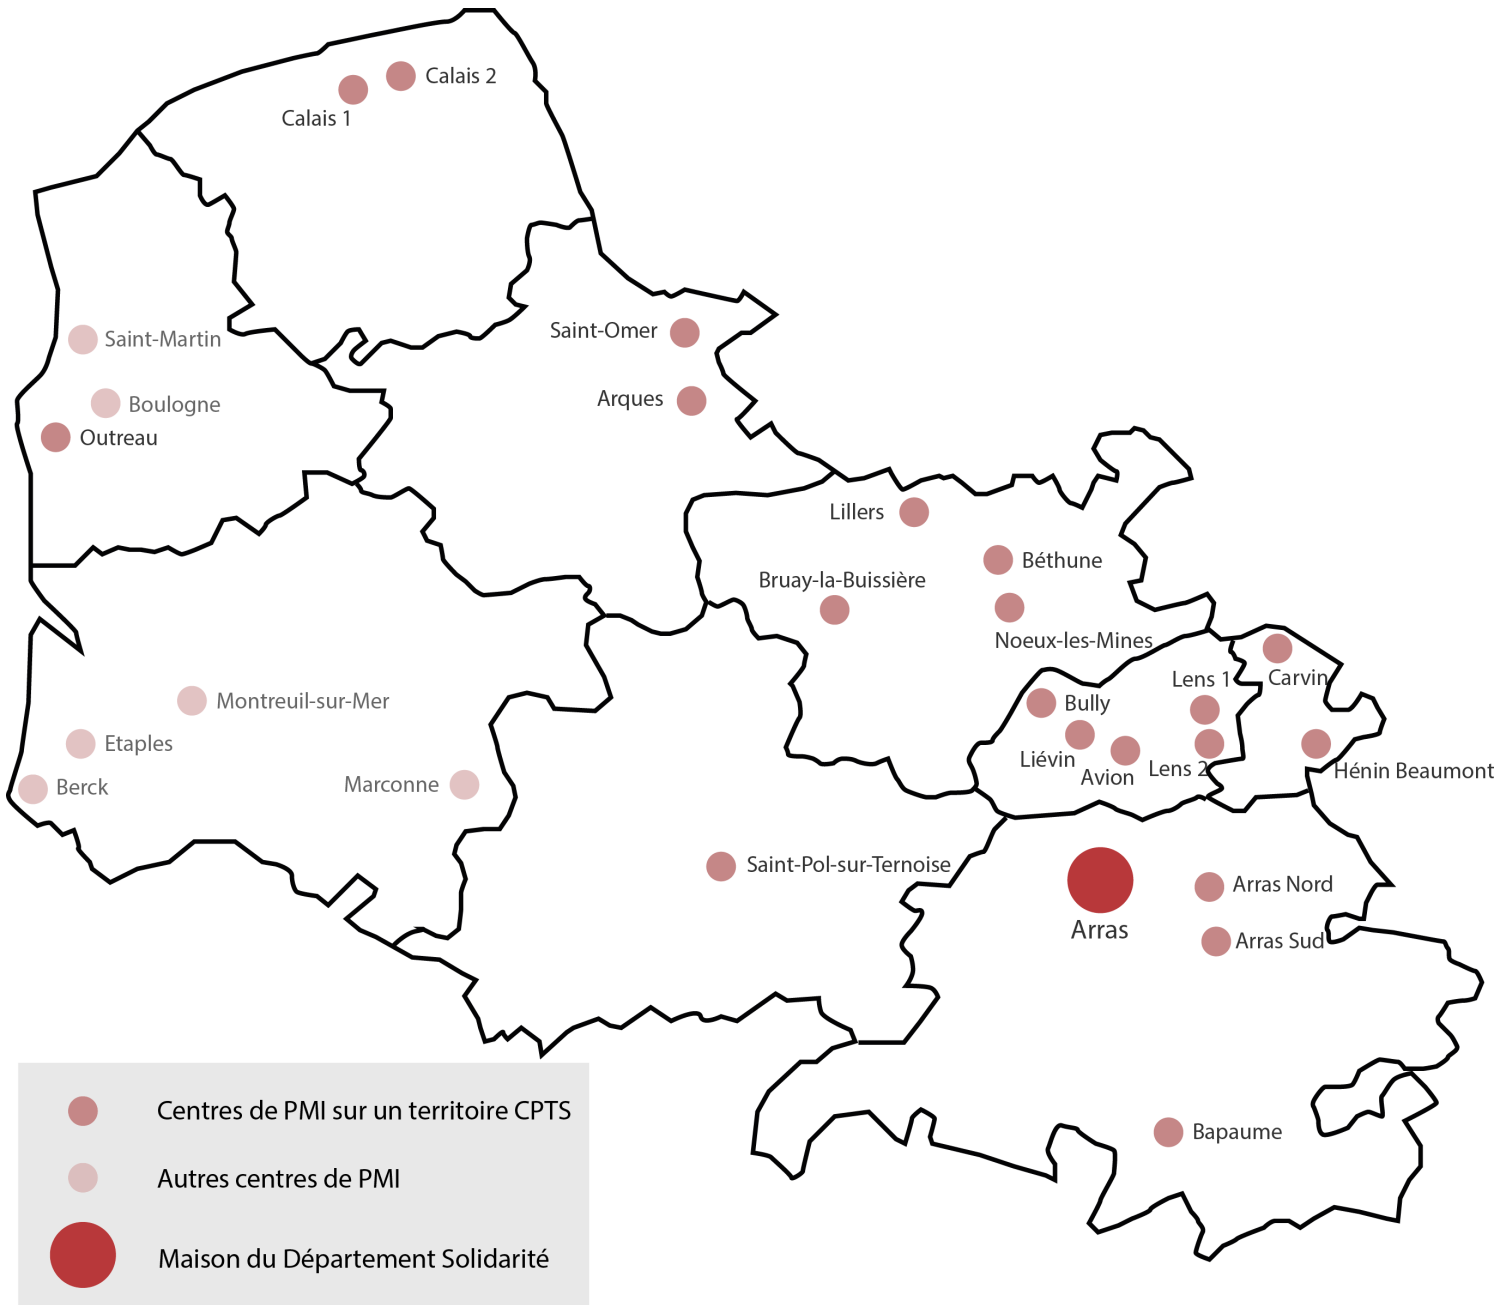 Calais 2
Calais 1
Saint-Omer
Saint-Martin
Arques
Boulogne
Outreau
Lillers
Béthune
Bruay-la-Buissière
Noeux-les-Mines
Carvin
Lens 1
Montreuil-sur-Mer
Bully
Etaples
Liévin
Avion
Lens 2
Hénin Beaumont
Berck
Marconne
Saint-Pol-sur-Ternoise
Arras Nord
Arras
Arras Sud
Bapaume
Centres de PMI sur un territoire CPTS
Autres centres de PMI
Maison du Département Solidarité